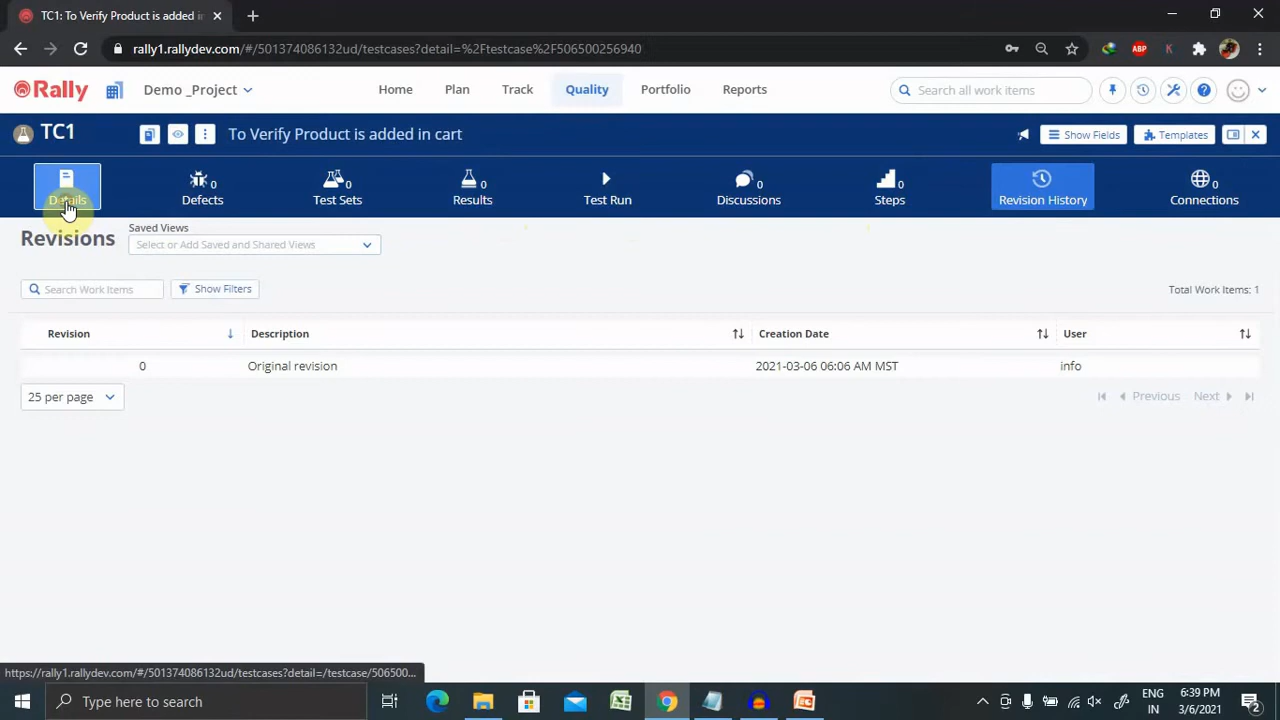 TC1: To Verify Product is added in
rally1.rallydev.com/#/501374086132ud/testcases?detail=%2Ftestcase%2F506500256940
ABP
K
Rally
Demo _Project
Home
Plan
Track
Quality
Portfolio
Reports
Search all work items
TC1
To Verify Product is added in cart
Show Fields
Templates
Details
0
Defects
0
Test Sets
0
Results
Test Run
0
Discussions
0
Steps
Revision History
0
Connections
Revisions
Saved Views
Select or Add Saved and Shared Views
Search Work Items
Show Filters
Total Work Items: 1
Revision
Description
Creation Date
User
0
Original revision
2021-03-06 06:06 AM MST
info
25 per page
Previous
Next
https://rally1.rallydev.com/#/501374086132ud/testcases?detail=/testcase/506500...
Type here to search
ENG
IN
6:39 PM
3/6/2021
2